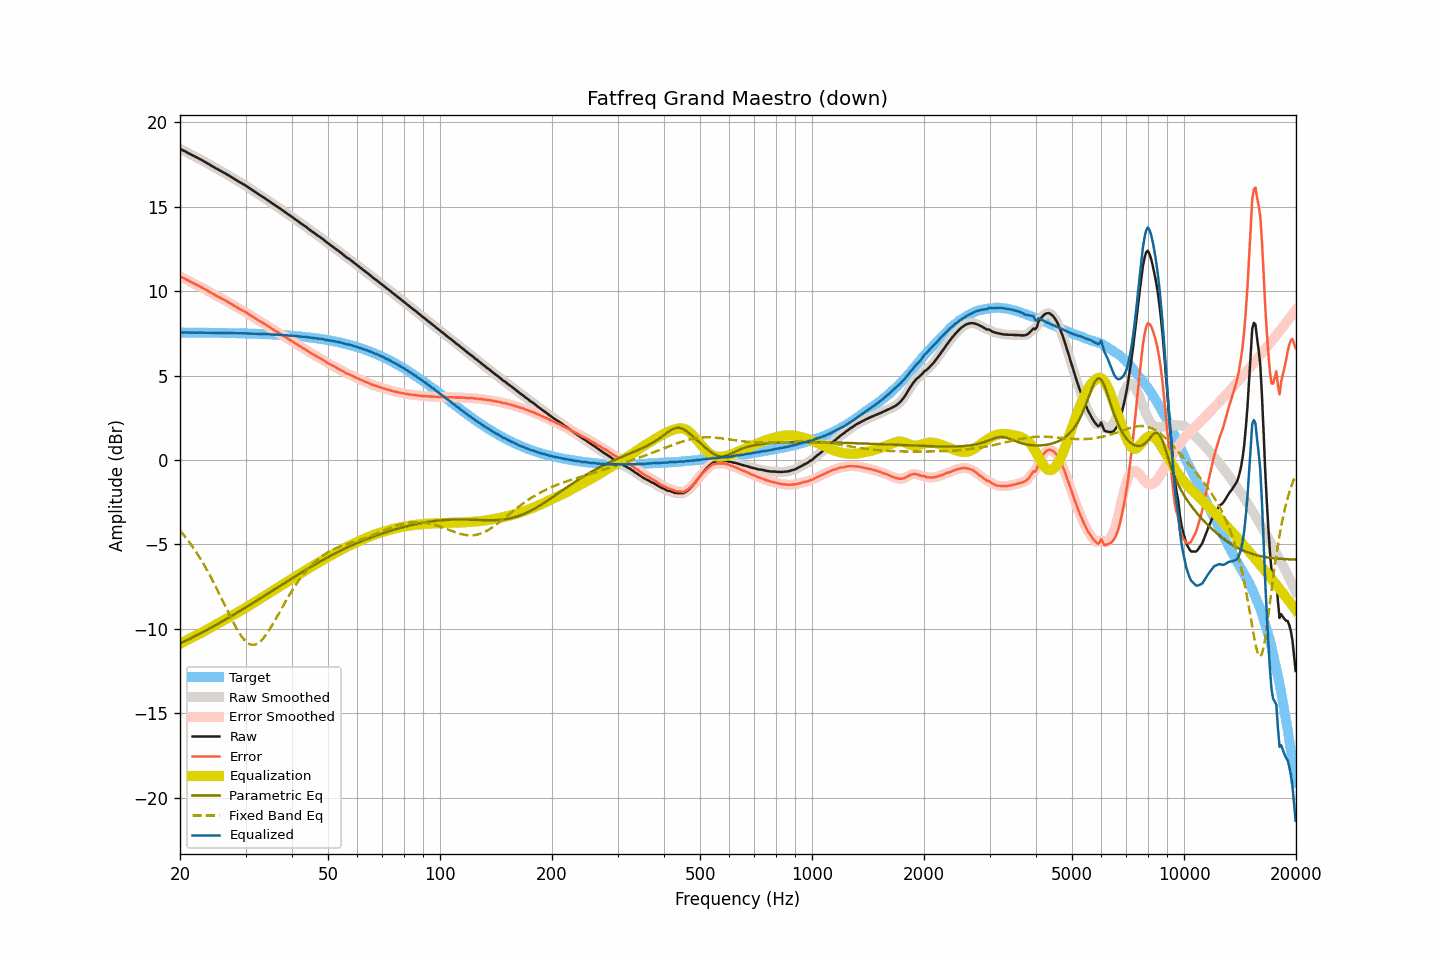 Fatfreq Grand Maestro (down)
20
15
10
5
0
−5
−10
−15
−20
Amplitude (dBr)
Target
Raw Smoothed
Error Smoothed
Raw
Error
Equalization
Parametric Eq
Fixed Band Eq
Equalized
20 50 100 200 500 1000 2000 5000 10000 20000
Frequency (Hz)